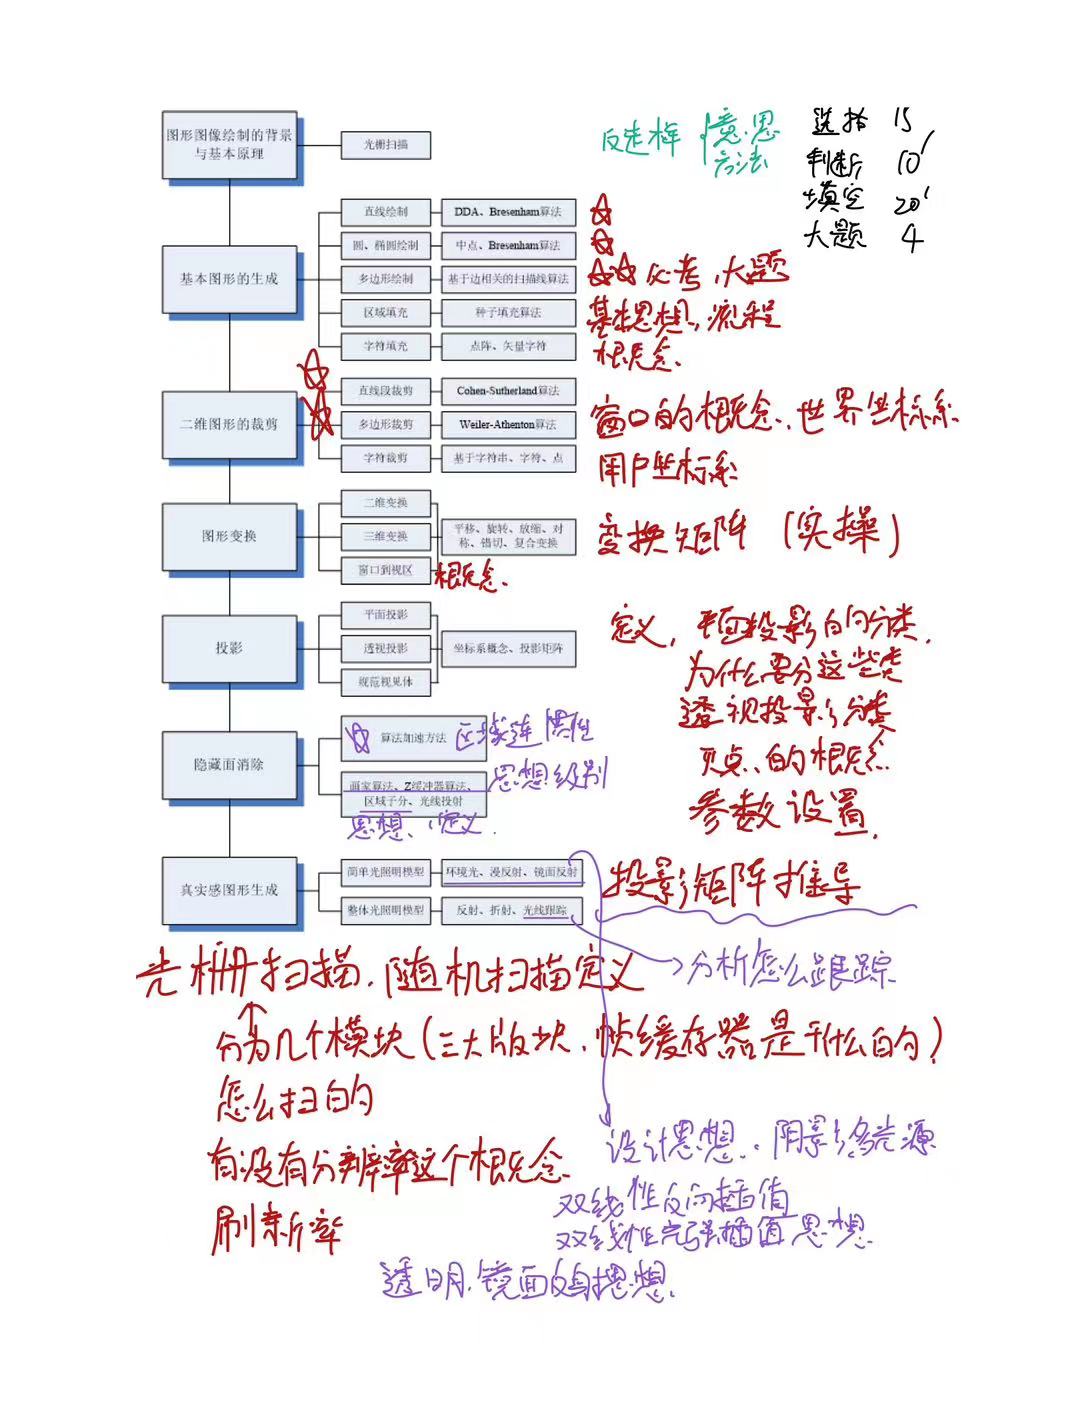 反走样 意思
方法
选择 15
判断 10'
填空 20'
大题 4
图形图像绘制的背景
与基本原理
光栅扫描
基本图形的生成
直线绘制
DDA、Bresenham算法
圆、椭圆绘制
中点、Bresenham算法
多边形绘制
基于边相关的扫描线算法
必考,大题
区域填充
种子填充算法
基本思想,流程
字符填充
点阵、矢量字符
概念.
二维图形的裁剪
直线段裁剪
Cohen-Sutherland算法
窗口的概念、世界坐标系
多边形裁剪
Weiler-Athenton算法
字符裁剪
基于字符串、字符、点
用户坐标系
图形变换
二维变换
三维变换
窗口到视区
概念.
平移、旋转、放缩、对
称、错切、复合变换
变换矩阵 (实操)
投影
平面投影
透视投影
规范视见体
坐标系概念、投影矩阵
定义, 平面投影的分类,
为什么要分这些类
透视投影分类
灭点、的概念
参数设置,
投影矩阵推导
隐藏面消除
算法加速方法
区域连贯性
画家算法、Z缓冲器算法、
区域子分、光线投射
思想级别
思想、定义.
真实感图形生成
简单光照明模型
环境光、漫反射、镜面反射
整体光照明模型
反射、折射、光线跟踪
分析怎么跟踪
光栅扫描,随机扫描定义
分为几个模块(三大版块,帧缓存器是干什么的)
怎么扫的
有没有分辨率这个概念
刷新率
设计思想、阴影多光源
双线性反向插值
双线性光强插值思想
透明,镜面思想